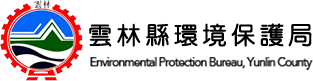 雲林
雲林縣環境保護局
Environmental Protection Bureau, Yunlin County